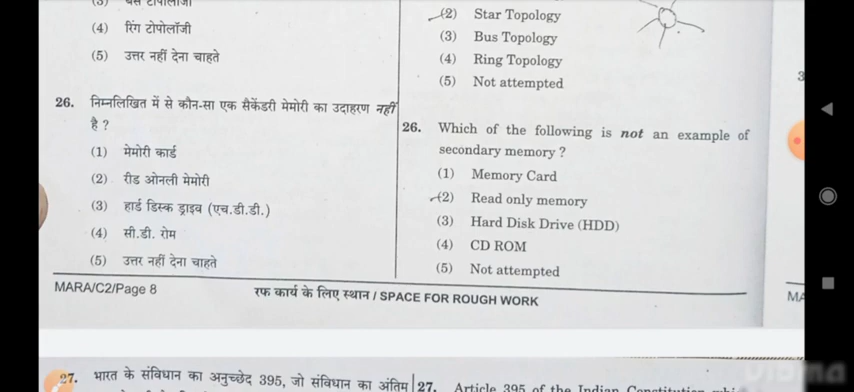 (4) रिंग टोपोलॉजी
(5) उत्तर नहीं देना चाहते
26. निम्नलिखित में से कौन-सा एक सैकेंडरी मेमोरी का उदाहरण नहीं
है ?
(1) मेमोरी कार्ड
(2) रीड ओनली मेमोरी
(3) हार्ड डिस्क ड्राइव (एच.डी.डी.)
(4) सी.डी. रोम
(5) उत्तर नहीं देना चाहते
(2) Star Topology
(3) Bus Topology
(4) Ring Topology
(5) Not attempted
26. Which of the following is not an example of
secondary memory ?
(1) Memory Card
(2) Read only memory
(3) Hard Disk Drive (HDD)
(4) CD ROM
(5) Not attempted
MARA/C2/Page 8
रफ कार्य के लिए स्थान / SPACE FOR ROUGH WORK
MA
3
27. भारत के संविधान का अनुच्छेद 395, जो संविधान का अंतिम
27. Article 395 of the Indian Constitution